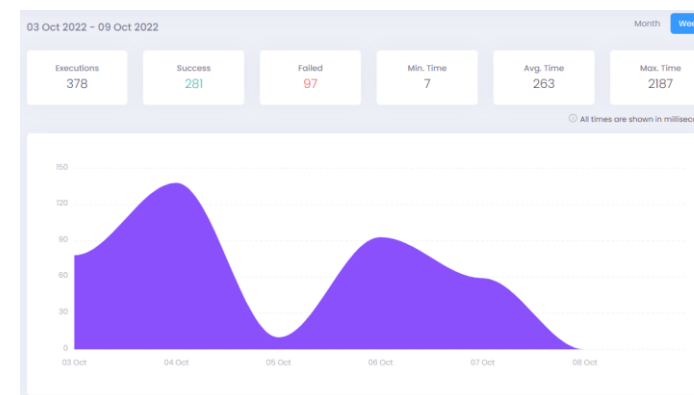 03 Oct 2022 - 09 Oct 2022
Month
Executions
378
Success
281
Failed
97
Min. Time
7
Avg. Time
263
Max. Time
2187
All times are shown in
150
120
90
60
30
0
03 Oct
04 Oct
05 Oct
06 Oct
07 Oct
08 Oct